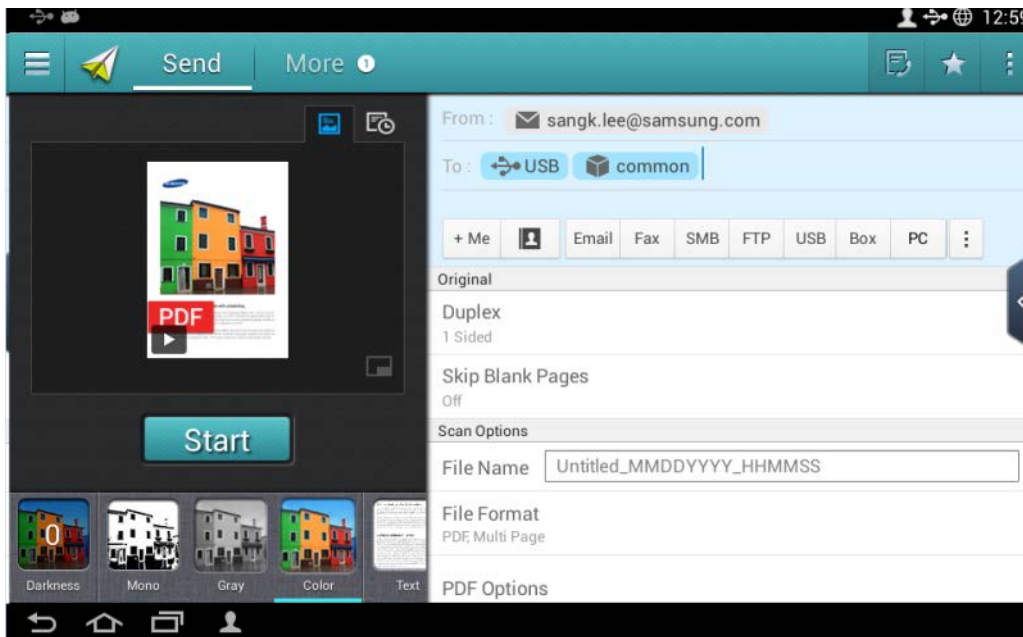 12:59
Send
More 1
From : sangk.lee@samsung.com
To : USB common
+ Me Email Fax SMB FTP USB Box PC
Original
Duplex
1 Sided
Skip Blank Pages
Off
Scan Options
File Name Untitled_MMDDYYYY_HHMMSS
File Format
PDF, Multi Page
PDF Options
PDF
Start
0
Darkness Mono Gray Color Text